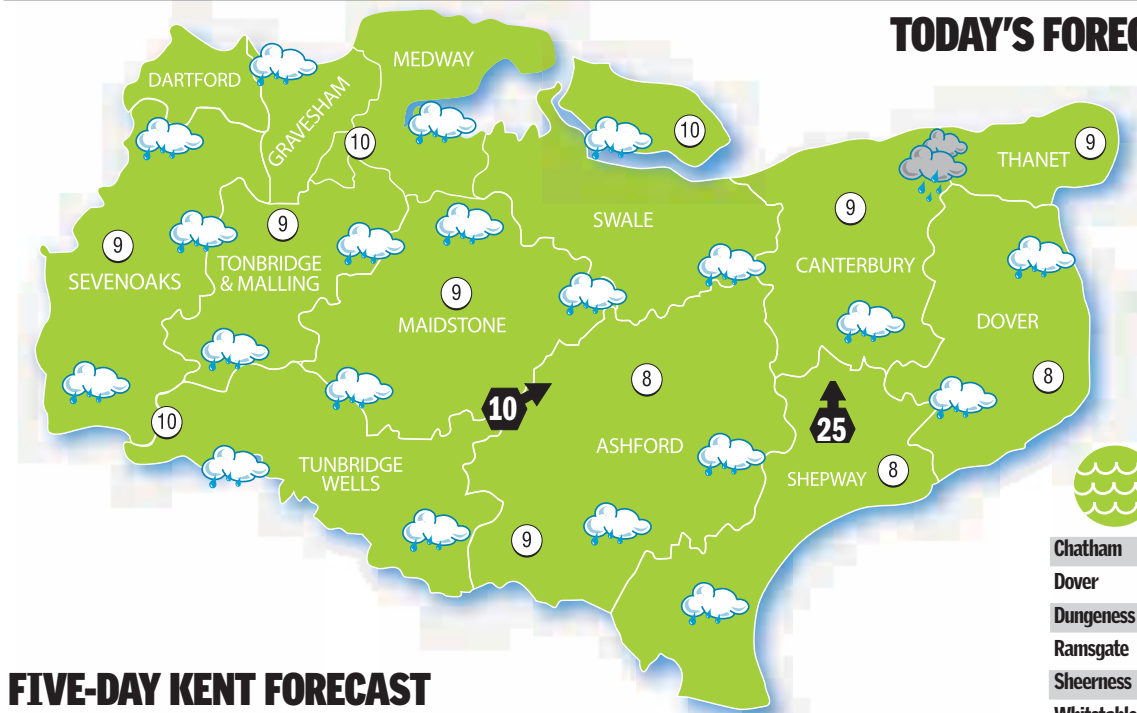 TODAY'S FOREC
MEDWAY
DARTFORD
GRAVESHAM
10
10
9
THANET
9
SWALE
9
9
SEVENOAKS
TONBRIDGE
& MALLING
CANTERBURY
9
MAIDSTONE
DOVER
8
8
10
10
25
ASHFORD
TUNBRIDGE
WELLS
SHEPWAY
8
9
Chatham
Dover
Dungeness
Ramsgate
Sheerness
Whitstable
FIVE-DAY KENT FORECAST